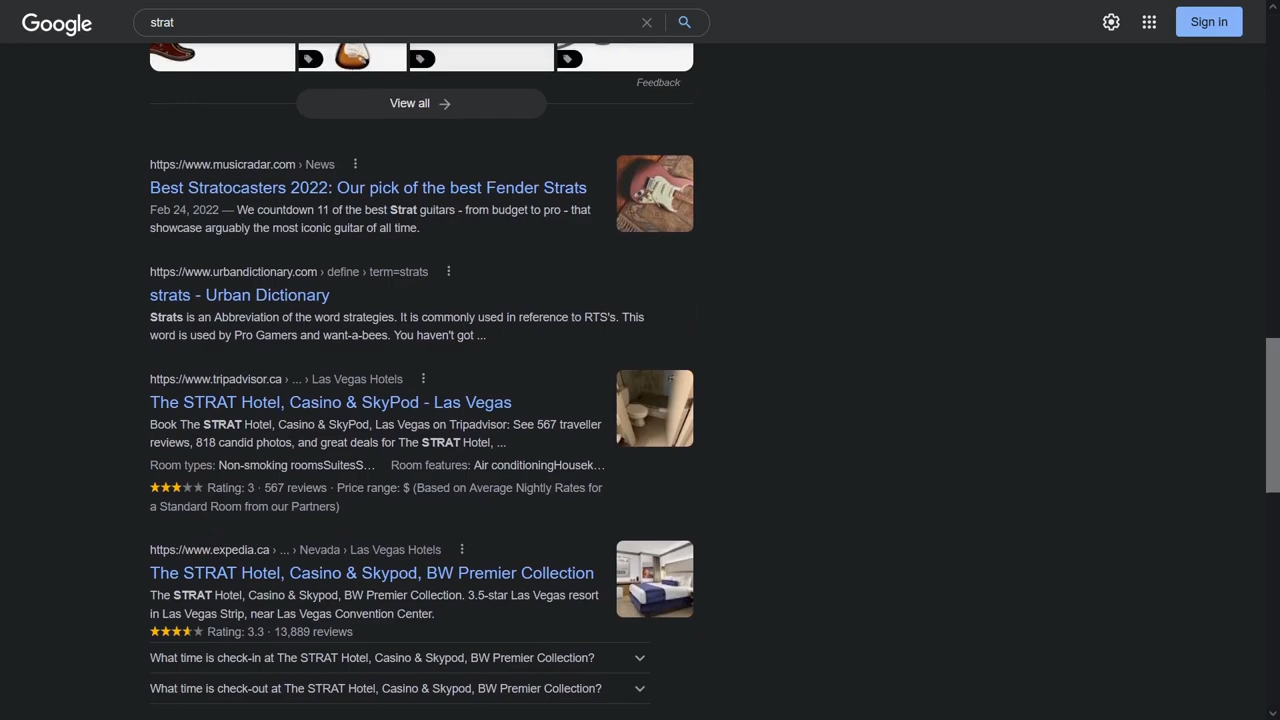 Google
strat
Sign in
Feedback
View all
https://www.musicradar.com › News
Best Stratocasters 2022: Our pick of the best Fender Strats
Feb 24, 2022 — We countdown 11 of the best Strat guitars - from budget to pro - that
showcase arguably the most iconic guitar of all time.
https://www.urbandictionary.com › define › term=strats
strats - Urban Dictionary
Strats is an Abbreviation of the word strategies. It is commonly used in reference to RTS's. This
word is used by Pro Gamers and want-a-bees. You haven't got ...
https://www.tripadvisor.ca › ... › Las Vegas Hotels
The STRAT Hotel, Casino & SkyPod - Las Vegas
Book The STRAT Hotel, Casino & SkyPod, Las Vegas on Tripadvisor: See 567 traveller
reviews, 818 candid photos, and great deals for The STRAT Hotel, ...
Room types: Non-smoking roomsSuitesS... Room features: Air conditioningHousek...
Rating: 3 · 567 reviews · Price range: $ (Based on Average Nightly Rates for
a Standard Room from our Partners)
https://www.expedia.ca › ... › Nevada › Las Vegas Hotels
The STRAT Hotel, Casino & Skypod, BW Premier Collection
The STRAT Hotel, Casino & Skypod, BW Premier Collection. 3.5-star Las Vegas resort
in Las Vegas Strip, near Las Vegas Convention Center.
Rating: 3.3 · 13,889 reviews
What time is check-in at The STRAT Hotel, Casino & Skypod, BW Premier Collection?
What time is check-out at The STRAT Hotel, Casino & Skypod, BW Premier Collection?